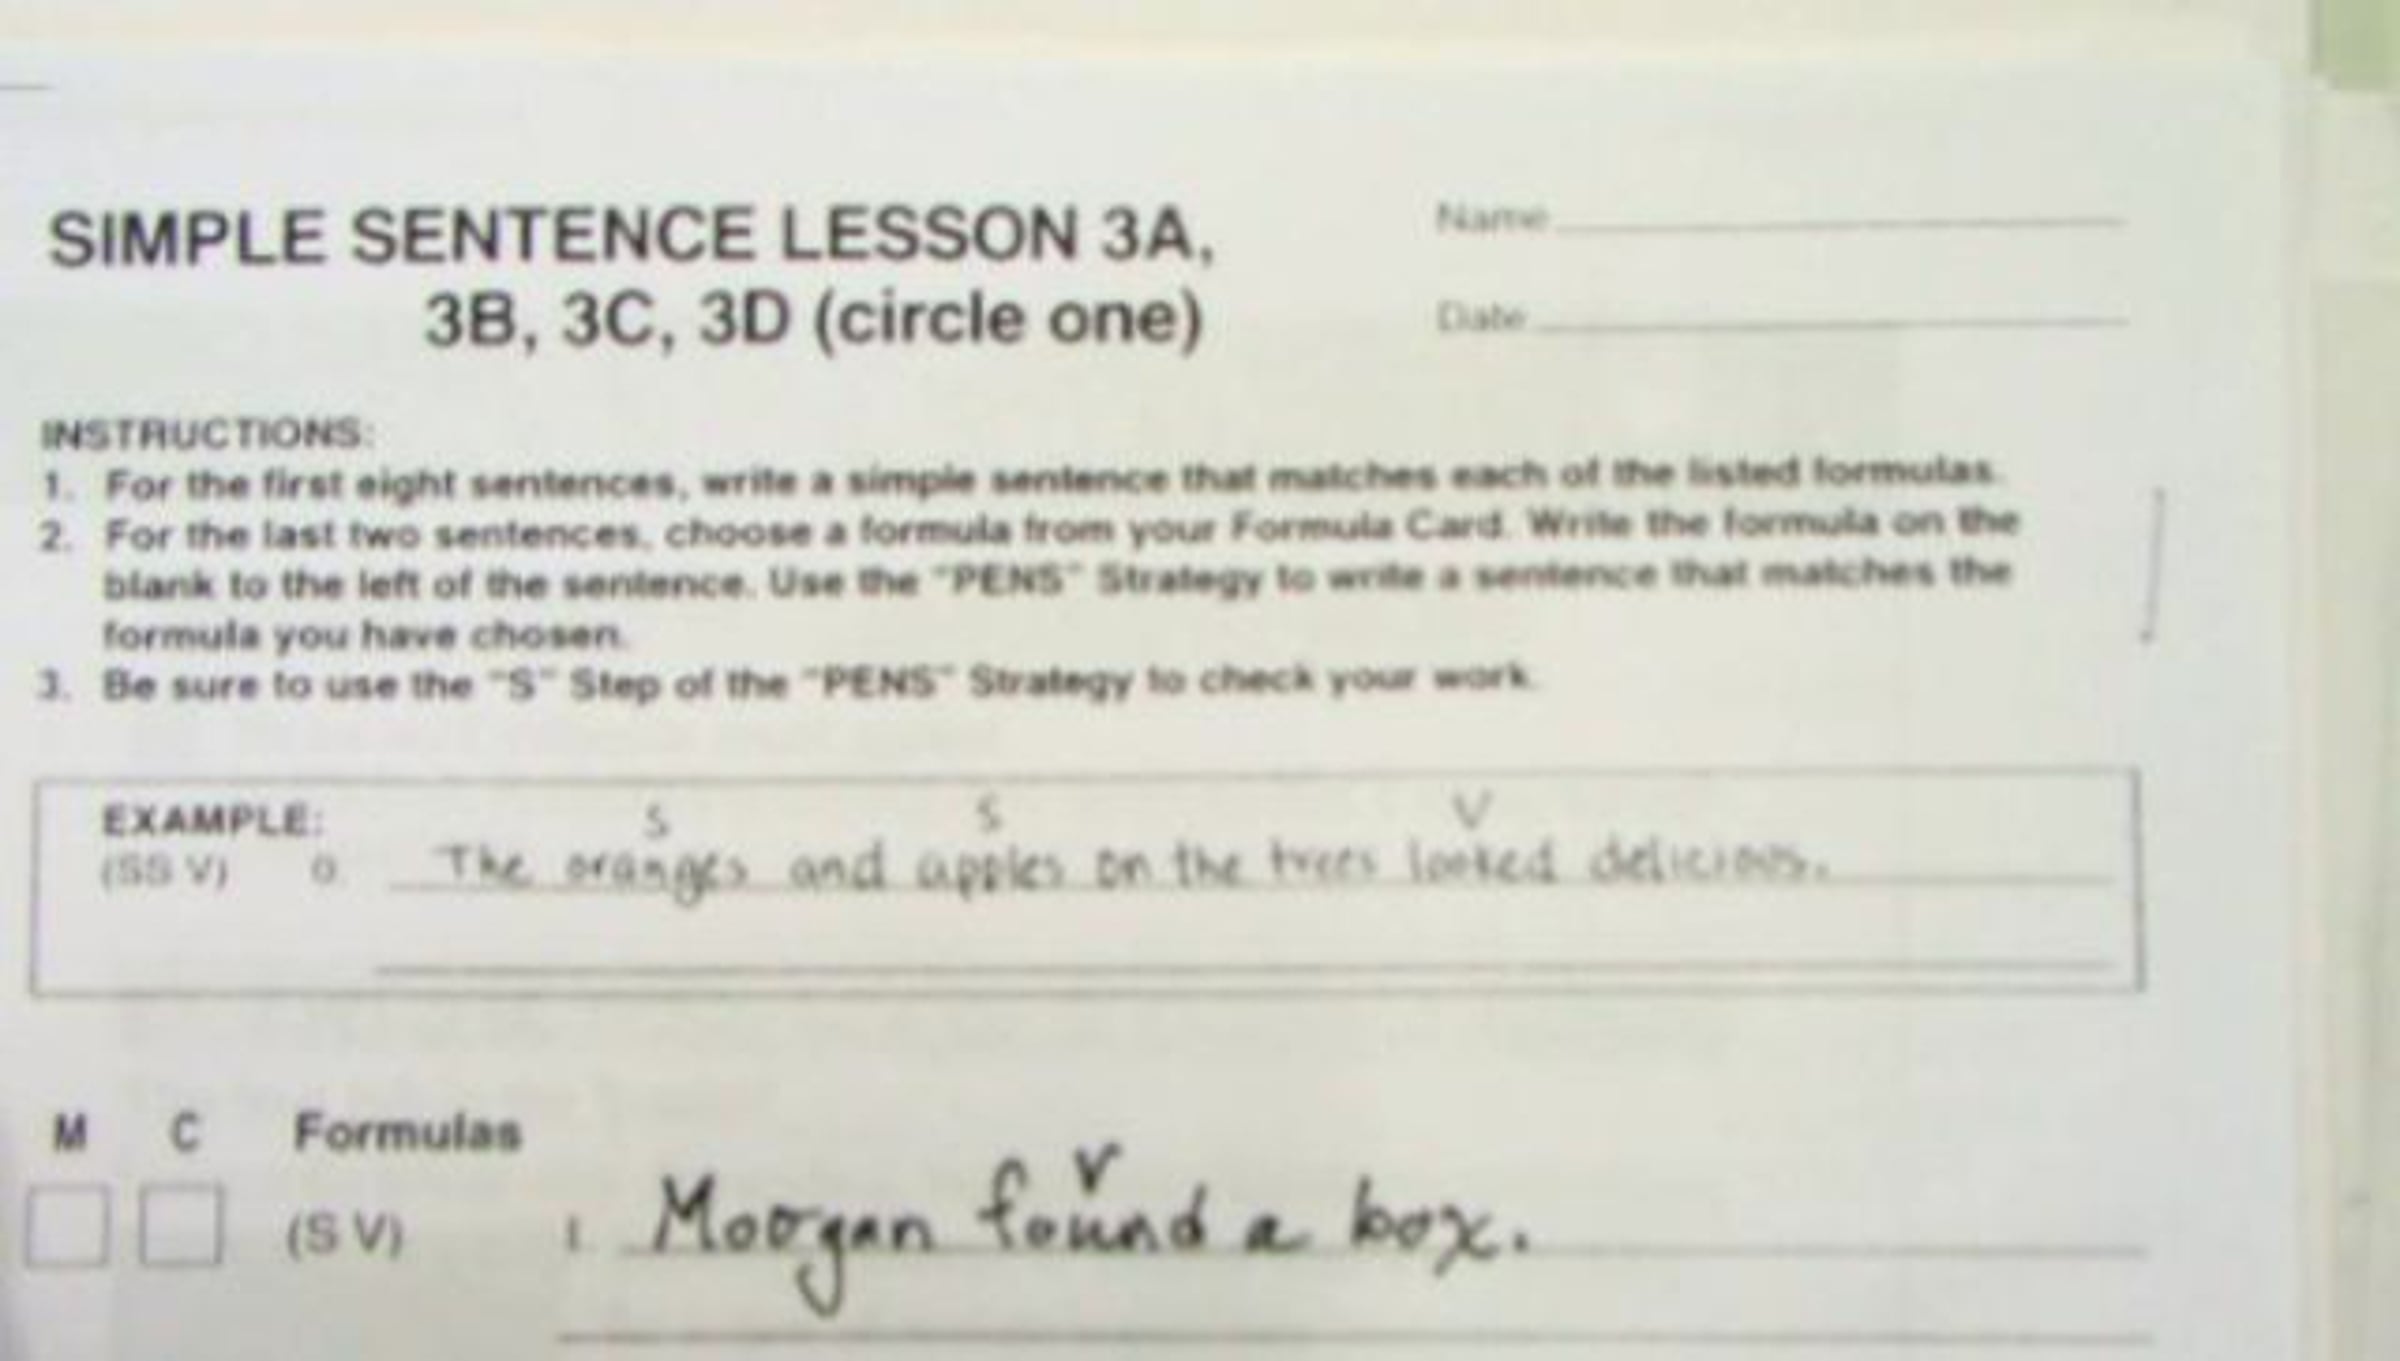 SIMPLE SENTENCE LESSON 3A,
3B, 3C, 3D (circle one)
Name
Date
INSTRUCTIONS:
1. For the first eight sentences, write a simple sentence that matches each of the listed formulas.
2. For the last two sentences, choose a formula from your Formula Card. Write the formula on the
blank to the left of the sentence. Use the "PENS" Strategy to write a sentence that matches the
formula you have chosen.
3. Be sure to use the "S" Step of the "PENS" Strategy to check your work.
EXAMPLE: S S V
(SS V) 0. The oranges and apples on the trees looked delicious.
M C Formulas v
(S V) 1. Moorgan found a box.